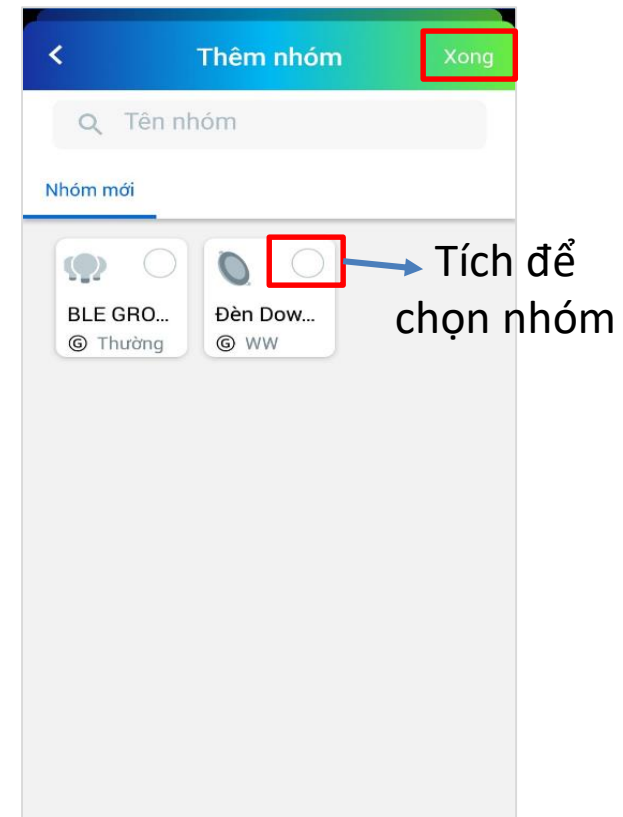 Thêm nhóm
Xong
Tên nhóm
Nhóm mới
BLE GRO...
G Thường
Đèn Dow...
G WW
Tích để
chọn nhóm